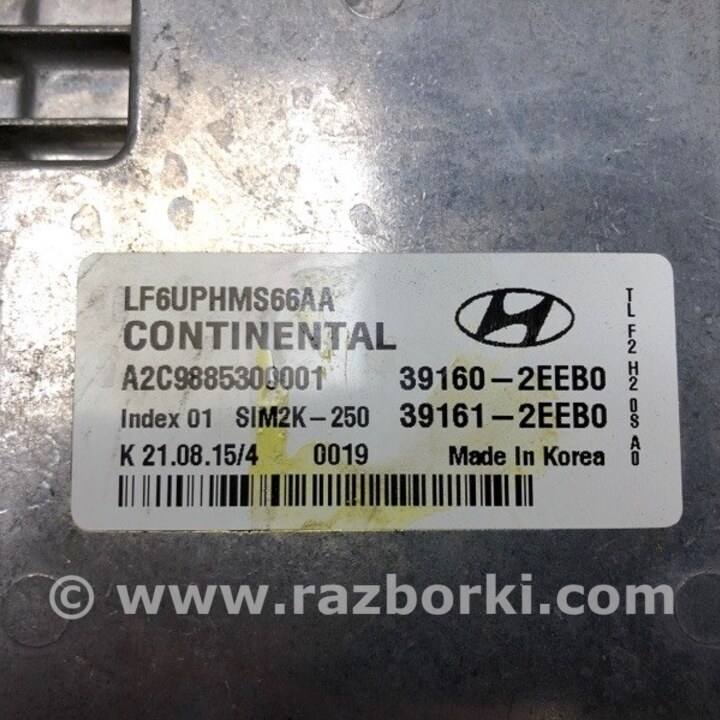 LF6UPHMS66AA
CONTINENTAL
A2C9885300001 39160-2EEB0
Index 01 SIM2K-250 39161-2EEB0
K 21.08.15/4 0019 Made In Korea
TL F2 H2 0S A0
© www.razborki.com